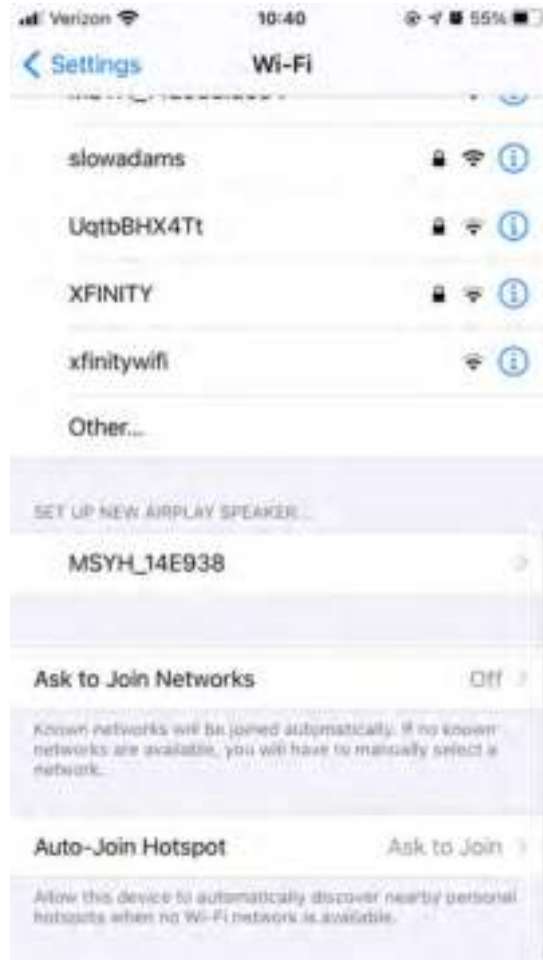 Verizon 10:40 55%
Settings Wi-Fi
slowadams
UqtbBHX4Tt
XFINITY
xfinitywifi
Other...
SET UP NEW AIRPLAY SPEAKER...
MSYH_14E938
Ask to Join Networks Off
Known networks will be joined automatically. If no known
networks are available, you will have to manually select a
network.
Auto-Join Hotspot Ask to Join
Allow this device to automatically discover nearby personal
hotspots when no Wi-Fi network is available.